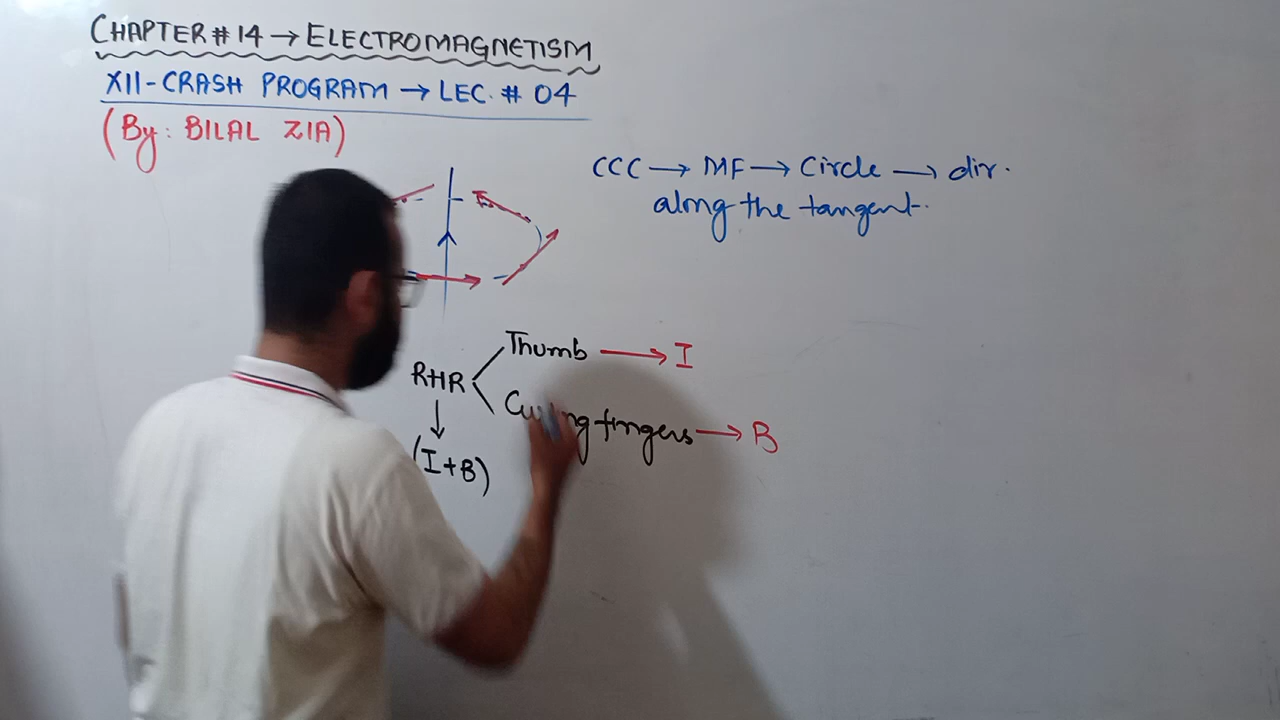 CHAPTER # 14 → ELECTROMAGNETISM
XII-CRASH PROGRAM → LEC. # 04
(By: BILAL ZIA)
CCC → MF → Circle → dir.
along the tangent.
Thumb → I
RHR
fingers → B
(I+B)